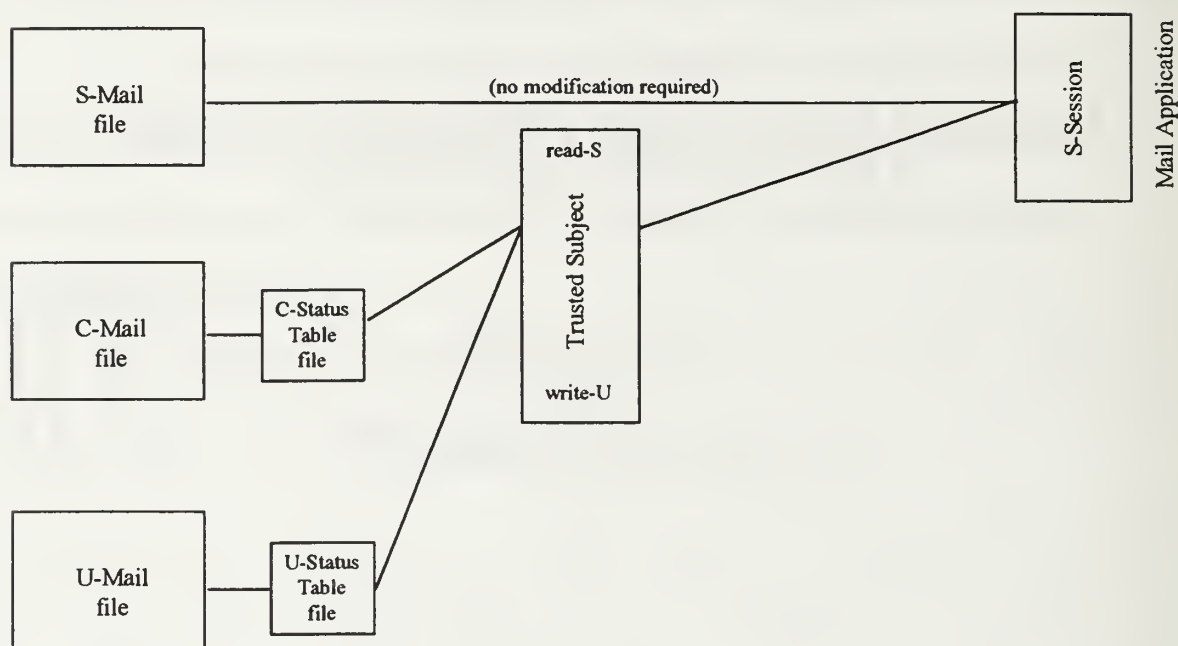 S-Mail
file
(no modification required)
S-Session
Mail Application
read-S
Trusted Subject
write-U
C-Mail
file
C-Status
Table
file
U-Mail
file
U-Status
Table
file